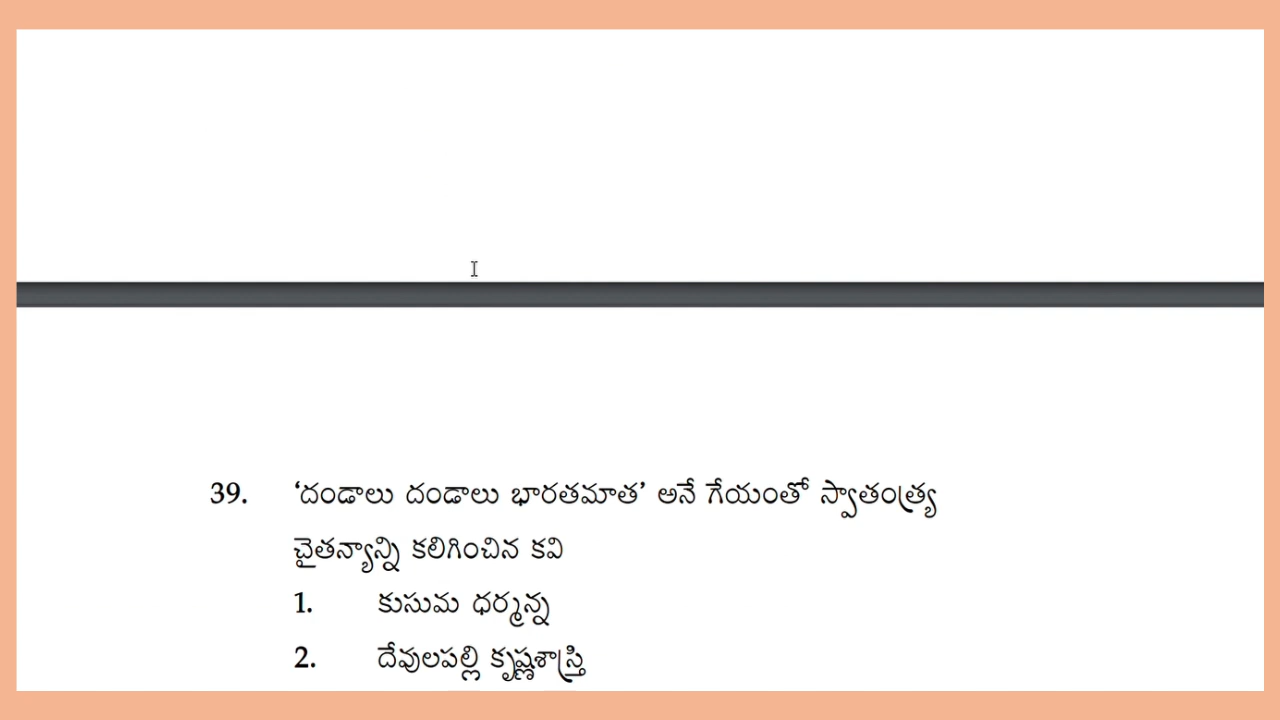 39. ‘దండాలు దండాలు భారతమాత’ అనే గేయంతో స్వాతంత్ర్య
చైతన్యాన్ని కలిగించిన కవి
1. కుసుమ ధర్మన్న
2. దేవులపల్లి కృష్ణశాస్త్రి